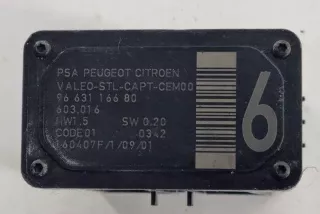 PSA PEUGEOT CITROEN
VALEO-STL-CAPT-CEM00
96 631 166 80
603.016
HW1.5 SW 0.20
CODE01 0342
160407F/1/09/01
6